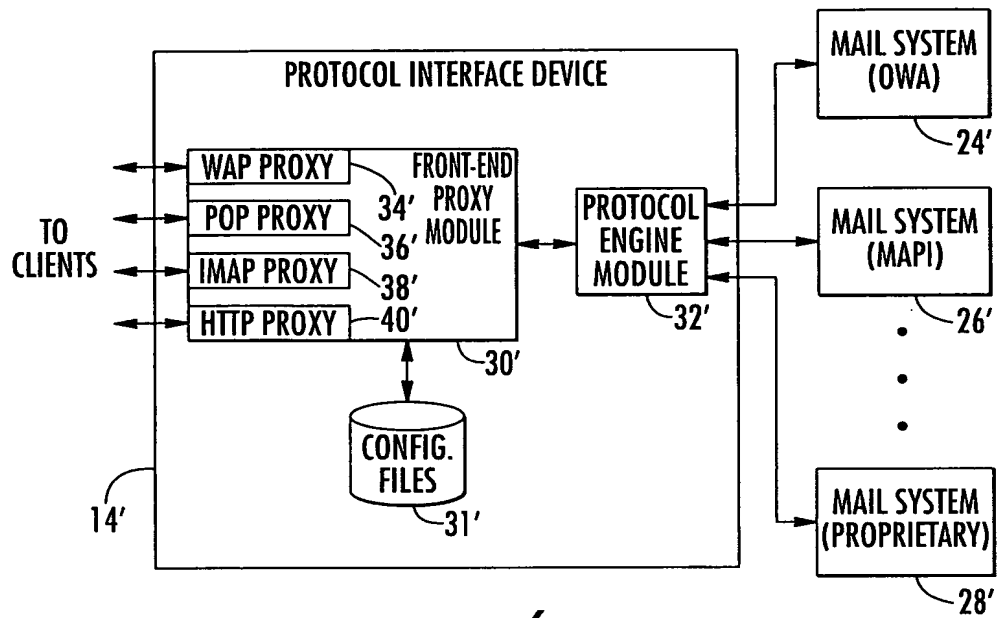 PROTOCOL INTERFACE DEVICE
TO
CLIENTS
WAP PROXY
POP PROXY
IMAP PROXY
HTTP PROXY
34′
36′
38′
40′
FRONT-END
PROXY
MODULE
30′
CONFIG.
FILES
31′
14′
PROTOCOL
ENGINE
MODULE
32′
MAIL SYSTEM
(OWA)
24′
MAIL SYSTEM
(MAPI)
26′
MAIL SYSTEM
(PROPRIETARY)
28′